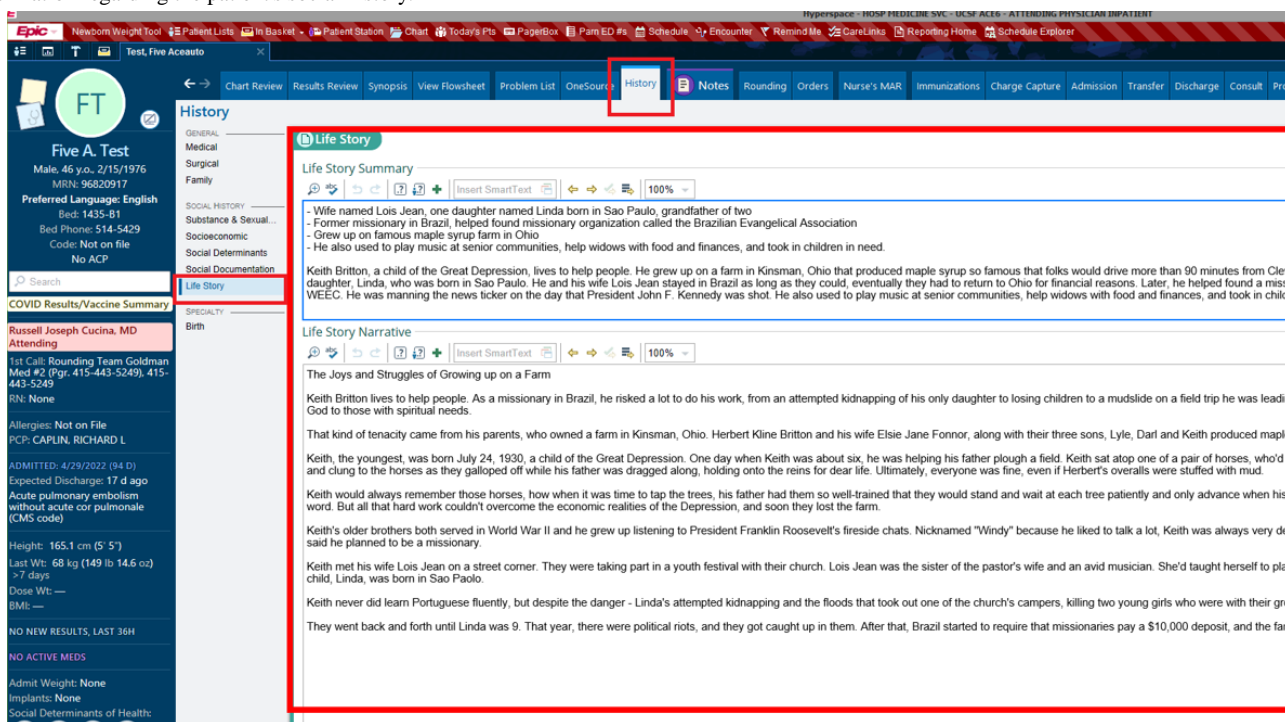 Hyperspace - HOSP MEDICINE SVC - UCSF ACE6 - ATTENDING PHYSICIAN INPATIENT
Epic Newborn Weight Tool Patient Lists In Basket Patient Station Chart Today's Pts PagerBox Parn ED #s Schedule Encounter Remind Me CareLinks Reporting Home Schedule Explorer
Test, Five Aceauto
Chart Review Results Review Synopsis View Flowsheet Problem List OneSource History Notes Rounding Orders Nurse's MAR Immunizations Charge Capture Admission Transfer Discharge Consult
FT
Five A. Test
Male, 46 y.o., 2/15/1976
MRN: 96820917
Preferred Language: English
Bed: 1435-B1
Bed Phone: 514-5429
Code: Not on file
No ACP
Search
COVID Results/Vaccine Summary
Russell Joseph Cucina, MD
Attending
1st Call: Rounding Team Goldman
Med #2 (Pgr. 415-443-5249), 415-
443-5249
RN: None
Allergies: Not on File
PCP: CAPLIN, RICHARD L
ADMITTED: 4/29/2022 (94 D)
Expected Discharge: 17 d ago
Acute pulmonary embolism
without acute cor pulmonale
(CMS code)
Height: 165.1 cm (5' 5")
Last Wt: 68 kg (149 lb 14.6 oz)
>7 days
Dose Wt: —
BMI: —
NO NEW RESULTS, LAST 36H
NO ACTIVE MEDS
Admit Weight: None
Implants: None
Social Determinants of Health:
History
GENERAL
Medical
Surgical
Family
SOCIAL HISTORY
Substance & Sexual...
Socioeconomic
Social Determinants
Social Documentation
Life Story
SPECIALTY
Birth
Life Story
Life Story Summary
Insert SmartText 100%
- Wife named Lois Jean, one daughter named Linda born in Sao Paulo, grandfather of two
- Former missionary in Brazil, helped found missionary organization called the Brazilian Evangelical Association
- Grew up on famous maple syrup farm in Ohio
- He also used to play music at senior communities, help widows with food and finances, and took in children in need.
Keith Britton, a child of the Great Depression, lives to help people. He grew up on a farm in Kinsman, Ohio that produced maple syrup so famous that folks would drive more than 90 minutes from Cle
daughter, Linda, who was born in Sao Paulo. He and his wife Lois Jean stayed in Brazil as long as they could, eventually they had to return to Ohio for financial reasons. Later, he helped found a miss
WEEC. He was manning the news ticker on the day that President John F. Kennedy was shot. He also used to play music at senior communities, help widows with food and finances, and took in child
Life Story Narrative
Insert SmartText 100%
The Joys and Struggles of Growing up on a Farm
Keith Britton lives to help people. As a missionary in Brazil, he risked a lot to do his work, from an attempted kidnapping of his only daughter to losing children to a mudslide on a field trip he was leadi
God to those with spiritual needs.
That kind of tenacity came from his parents, who owned a farm in Kinsman, Ohio. Herbert Kline Britton and his wife Elsie Jane Fonnor, along with their three sons, Lyle, Darl and Keith produced mapl
Keith, the youngest, was born July 24, 1930, a child of the Great Depression. One day when Keith was about six, he was helping his father plough a field. Keith sat atop one of a pair of horses, who'd
and clung to the horses as they galloped off while his father was dragged along, holding onto the reins for dear life. Ultimately, everyone was fine, even if Herbert's overalls were stuffed with mud.
Keith would always remember those horses, how when it was time to tap the trees, his father had them so well-trained that they would stand and wait at each tree patiently and only advance when his
word. But all that hard work couldn't overcome the economic realities of the Depression, and soon they lost the farm.
Keith's older brothers both served in World War II and he grew up listening to President Franklin Roosevelt's fireside chats. Nicknamed "Windy" because he liked to talk a lot, Keith was always very de
said he planned to be a missionary.
Keith met his wife Lois Jean on a street corner. They were taking part in a youth festival with their church. Lois Jean was the sister of the pastor's wife and an avid musician. She'd taught herself to pla
child, Linda, was born in Sao Paolo.
Keith never did learn Portuguese fluently, but despite the danger - Linda's attempted kidnapping and the floods that took out one of the church's campers, killing two young girls who were with their gr
They went back and forth until Linda was 9. That year, there were political riots, and they got caught up in them. After that, Brazil started to require that missionaries pay a $10,000 deposit, and the fa